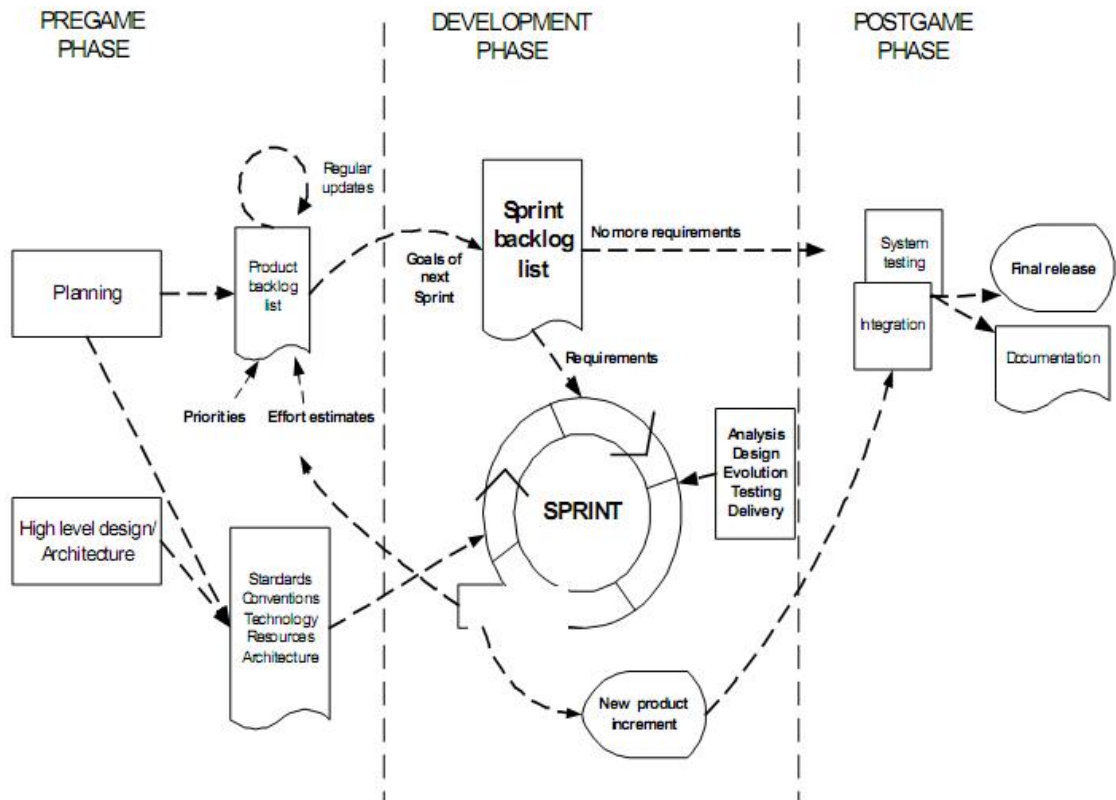 PREGAME
PHASE
DEVELOPMENT
PHASE
POSTGAME
PHASE
Regular
updates
Planning
Product
backlog
list
Priorities
Effort estimates
High level design/
Architecture
Standards
Conventions
Technology
Resources
Architecture
Goals of
next
Sprint
Sprint
backlog
list
No more requirements
Requirements
SPRINT
Analysis
Design
Evolution
Testing
Delivery
New product
increment
System
testing
Integration
Final release
Documentation